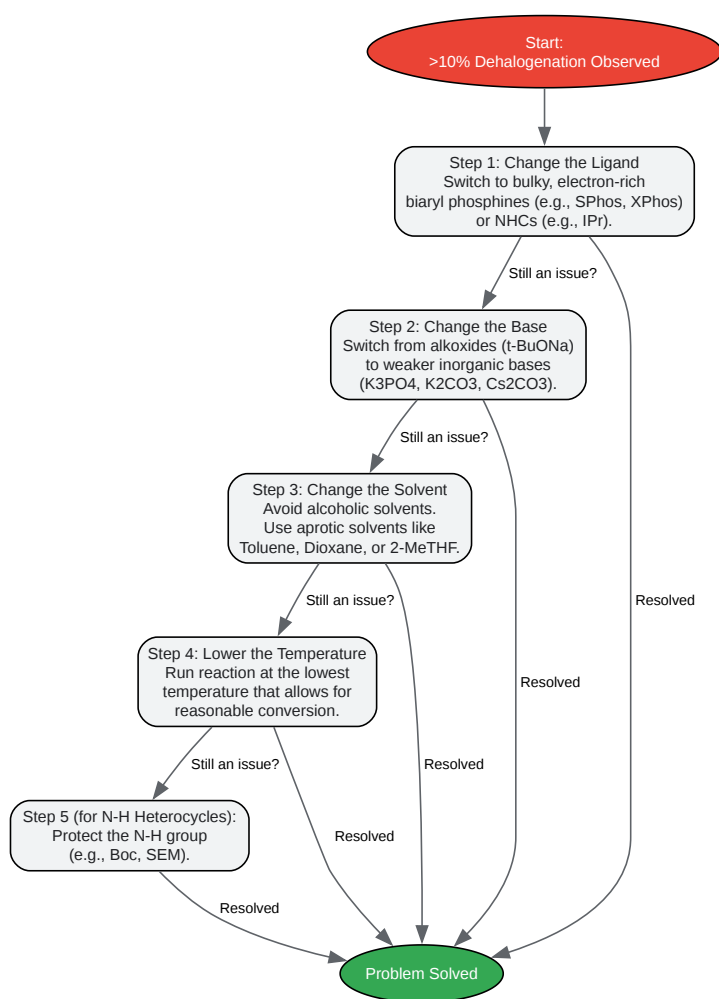 Start:
>10% Dehalogenation Observed
Step 1: Change the Ligand
Switch to bulky, electron-rich
biaryl phosphines (e.g., SPhos, XPhos)
or NHCs (e.g., IPr).
Still an issue?
Step 2: Change the Base
Switch from alkoxides (t-BuONa)
to weaker inorganic bases
(K3PO4, K2CO3, Cs2CO3).
Still an issue?
Step 3: Change the Solvent
Avoid alcoholic solvents.
Use aprotic solvents like
Toluene, Dioxane, or 2-MeTHF.
Still an issue?
Resolved
Step 4: Lower the Temperature
Run reaction at the lowest
temperature that allows for
reasonable conversion.
Resolved
Still an issue?
Resolved
Step 5 (for N-H Heterocycles):
Protect the N-H group
(e.g., Boc, SEM).
Resolved
Resolved
Problem Solved